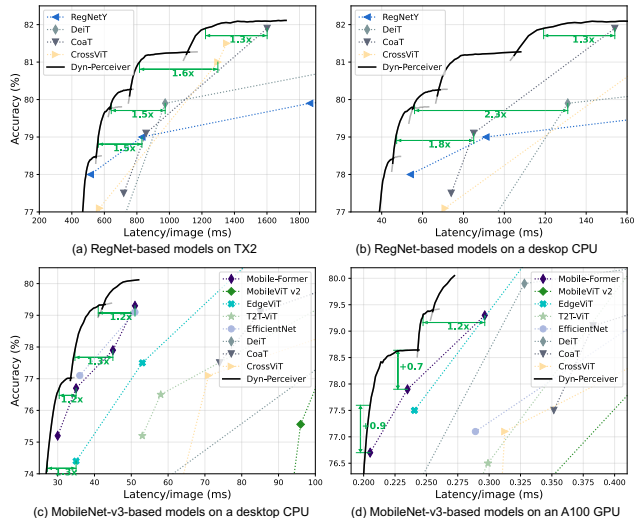 82
81
80
79
78
77
Accuracy (%)
RegNetY
DeiT
CoaT
CrossViT
Dyn-Perceiver
1.3x
1.6x
1.5x
1.5x
200 400 600 800 1000 1200 1400 1600 1800
Latency/image (ms)
(a) RegNet-based models on TX2
82
81
80
79
78
77
RegNetY
DeiT
CoaT
CrossViT
Dyn-Perceiver
1.3x
2.3x
1.8x
40 60 80 100 120 140 160
Latency/image (ms)
(b) RegNet-based models on a deskop CPU
80
79
78
77
76
75
74
Accuracy (%)
Mobile-Former
MobileViT v2
EdgeViT
T2T-ViT
EfficientNet
DeiT
CoaT
CrossViT
Dyn-Perceiver
1.2x
1.3x
1.2x
1.3x
30 40 50 60 70 80 90 100
Latency/image (ms)
(c) MobileNet-v3-based models on a desktop CPU
80.0
79.5
79.0
78.5
78.0
77.5
77.0
76.5
Mobile-Former
MobileViT v2
EdgeViT
T2T-ViT
EfficientNet
DeiT
CoaT
CrossViT
Dyn-Perceiver
1.2x
+0.7
+0.9
0.200 0.225 0.250 0.275 0.300 0.325 0.350 0.375 0.400
Latency/image (ms)
(d) MobileNet-v3-based models on an A100 GPU